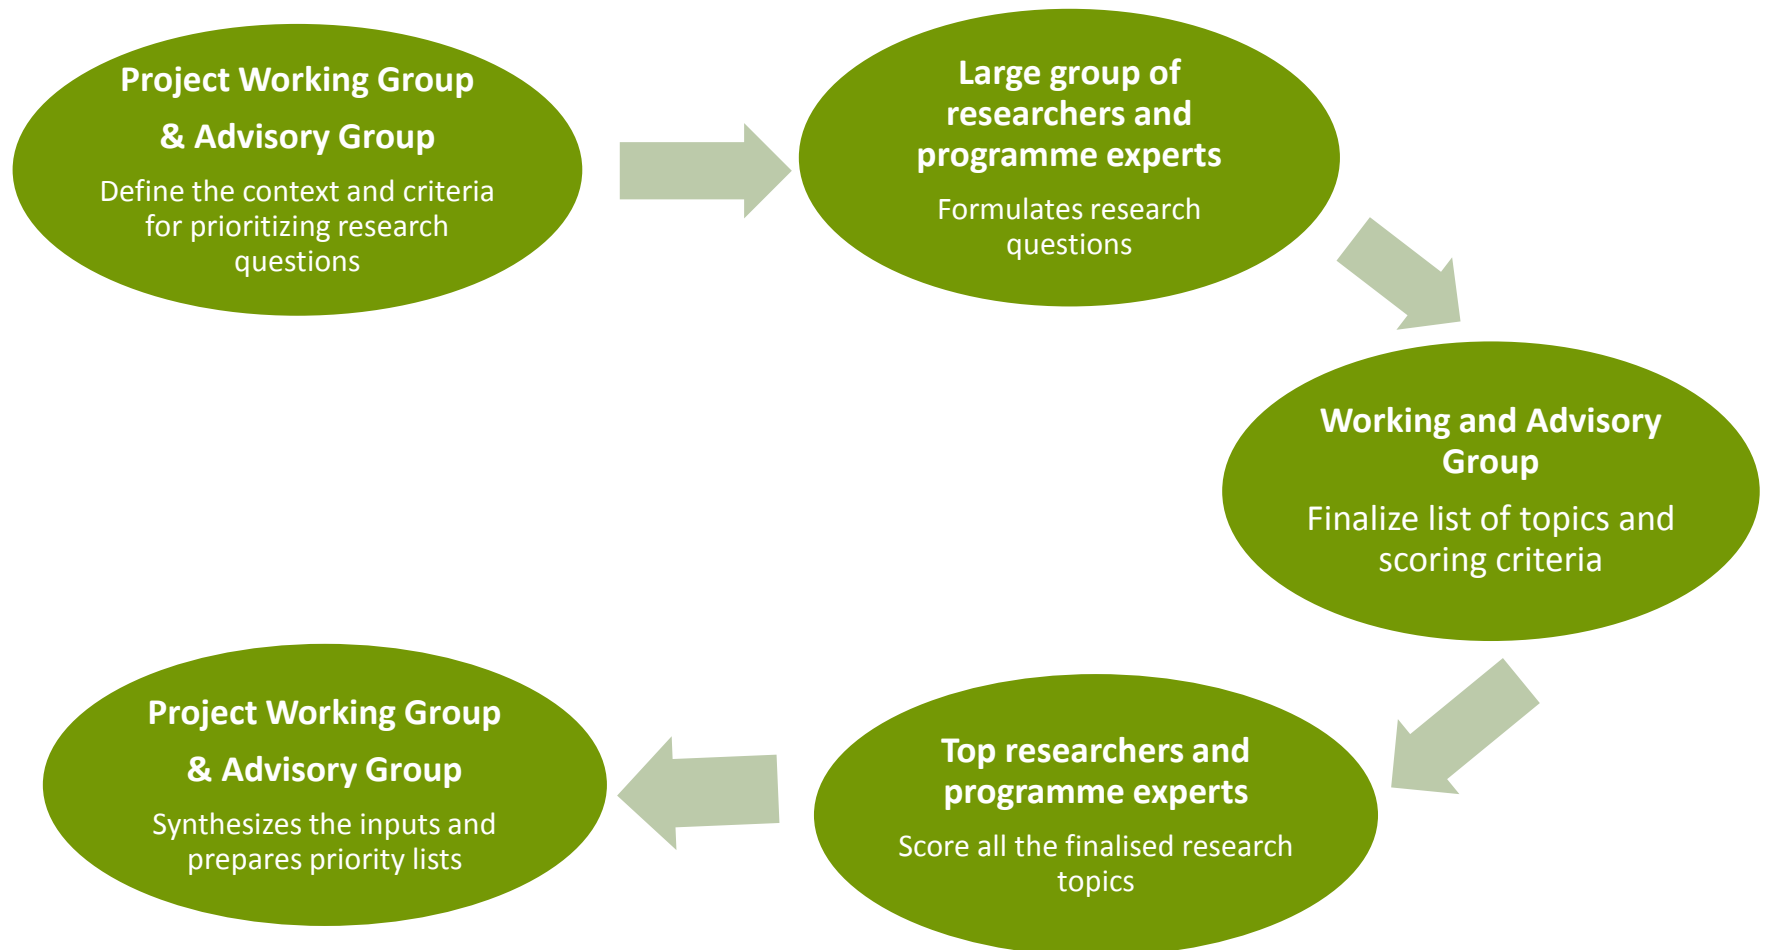 Project Working Group
& Advisory Group
Define the context and criteria
for prioritizing research
questions
Large group of
researchers and
programme experts
Formulates research
questions
Working and Advisory
Group
Finalize list of topics and
scoring criteria
Top researchers and
programme experts
Score all the finalised research
topics
Project Working Group
& Advisory Group
Synthesizes the inputs and
prepares priority lists